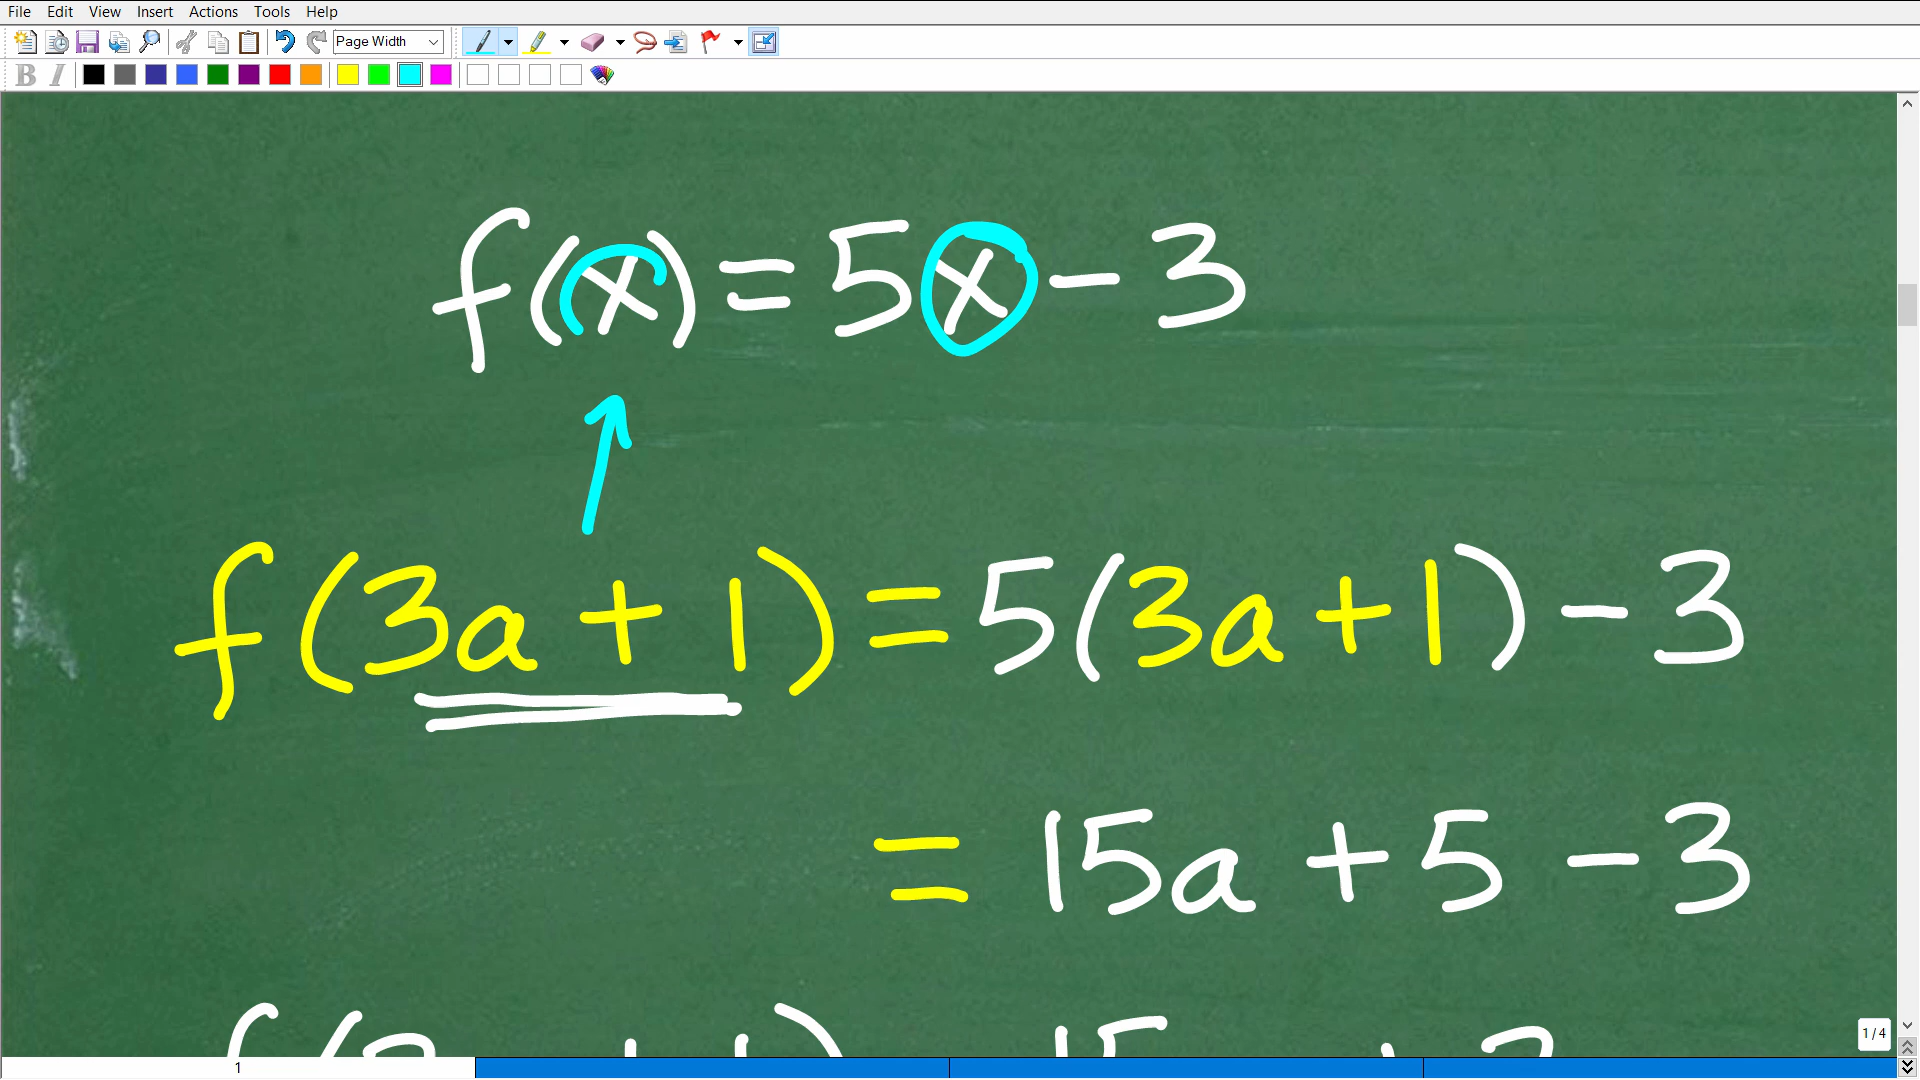 File Edit View Insert Actions Tools Help
Page Width
B I
f(x) = 5x - 3
f(3a + 1) = 5(3a + 1) - 3
= 15a + 5 - 3
1 / 4
1